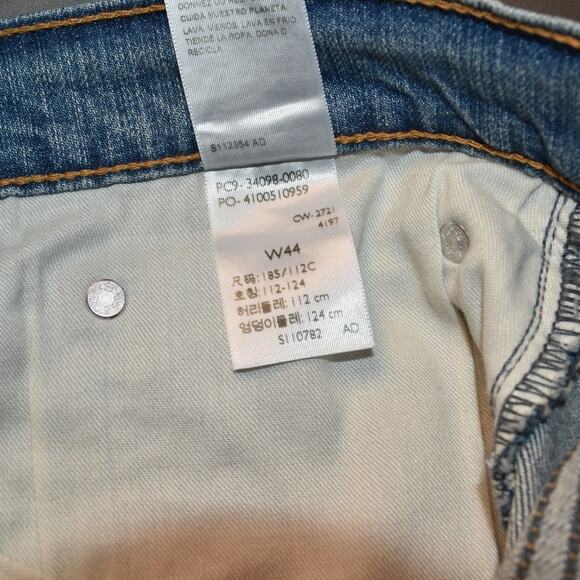 DONNEZ OU RE
CUIDA NUESTRO PLANETA
LAVA MENOS, LAVA EN FRIO,
TIENDE LA ROPA, DONA O
RECICLA.
S112354 AD
PC9- 34098-0080
PO- 4100510959
CW- 2721
4197
W44
尺码: 185/112C
호칭: 112-124
허리둘레: 112 cm
엉덩이둘레: 124 cm
S110782 AD